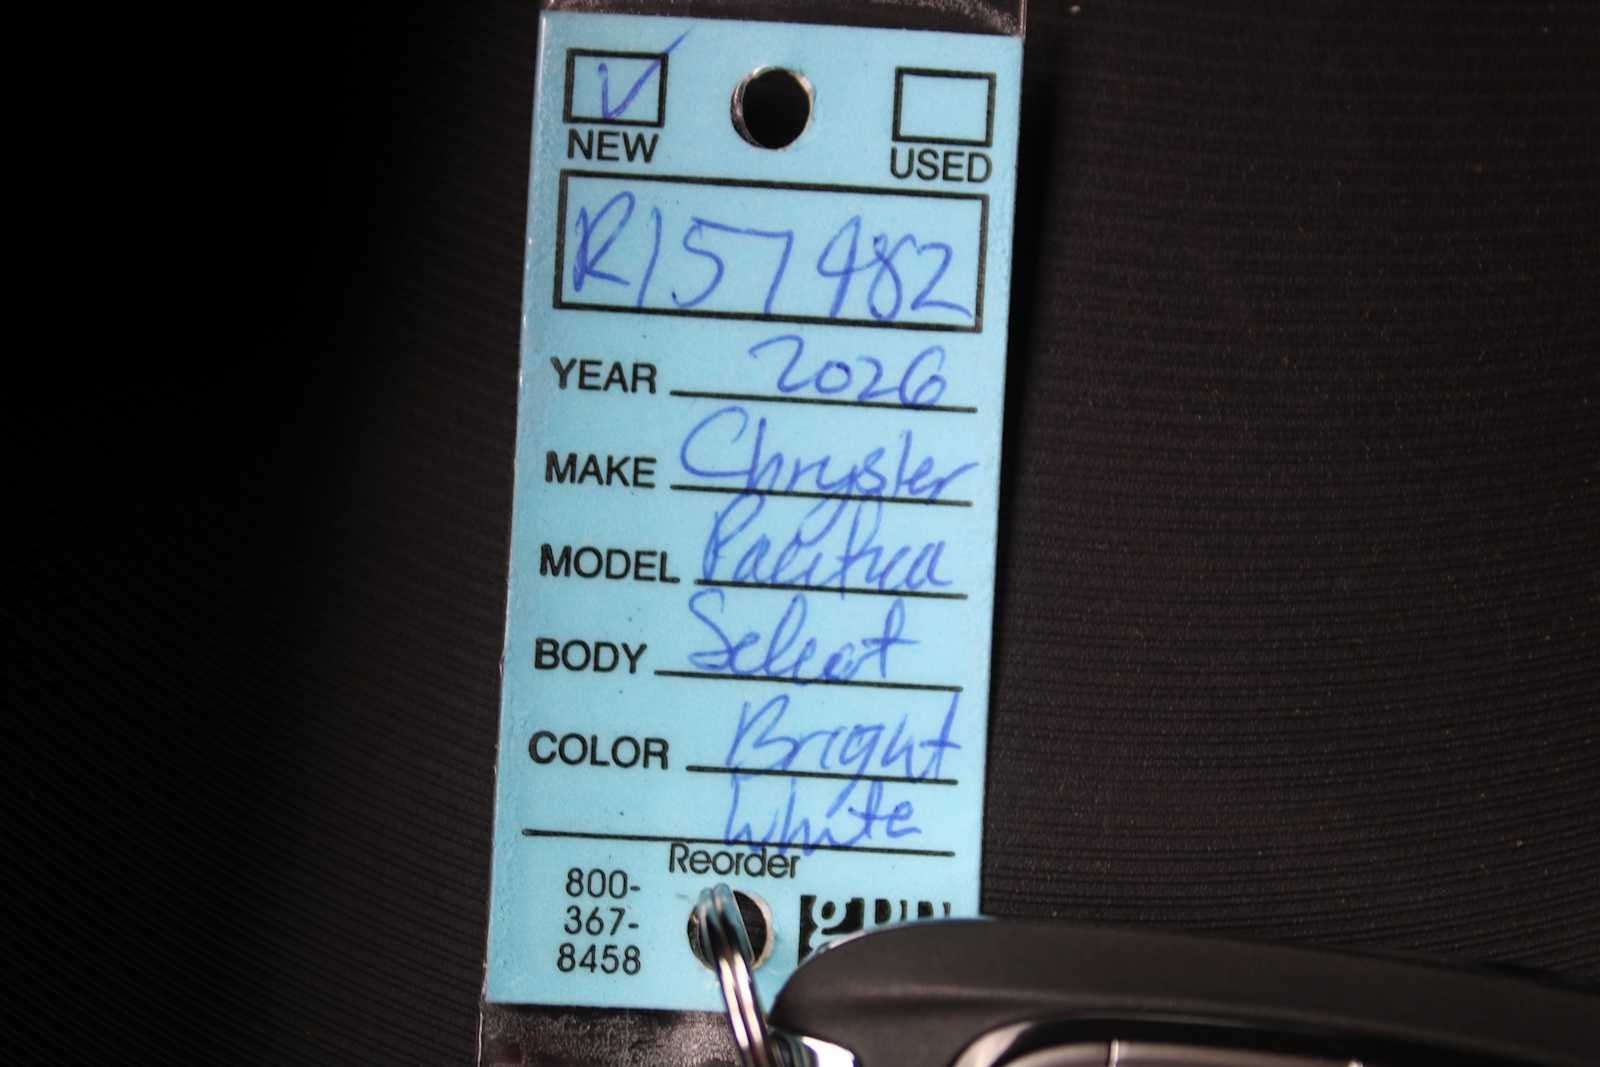 NEW USED
R157482
YEAR 2026
MAKE Chrysler
MODEL Pacifica
BODY Select
COLOR Bright
White
Reorder
800-
367-
8458